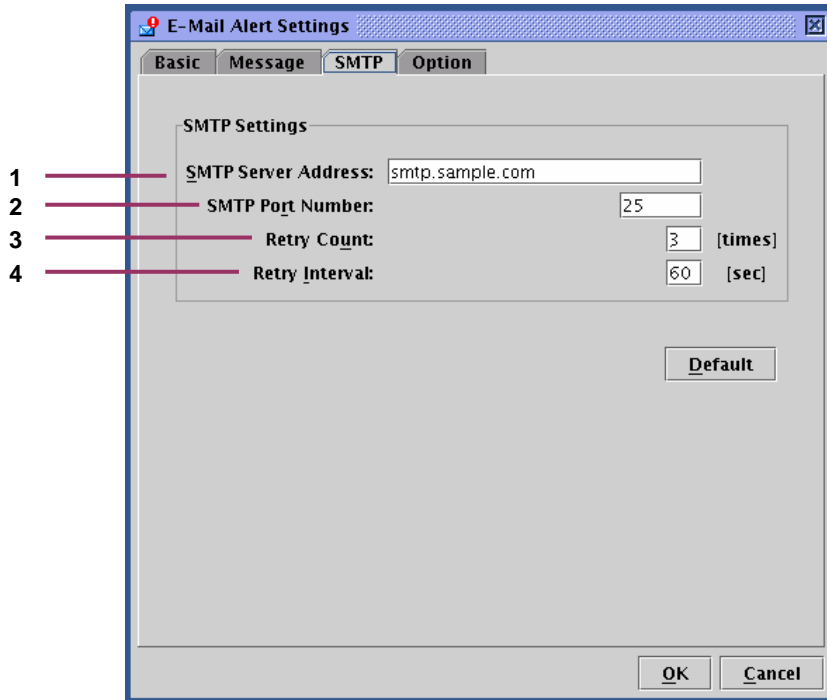 E-Mail Alert Settings
Basic Message SMTP Option
SMTP Settings
1 SMTP Server Address: smtp.sample.com
2 SMTP Port Number: 25
3 Retry Count: 3 [times]
4 Retry Interval: 60 [sec]
Default
OK Cancel